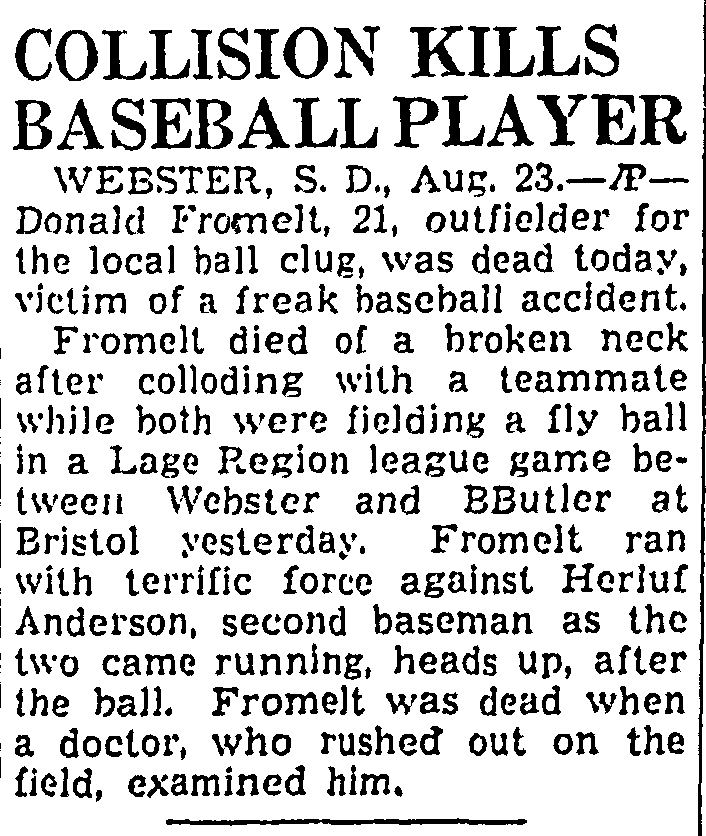 COLLISION KILLS
BASEBALL PLAYER
WEBSTER, S. D., Aug. 23.—AP—
Donald Fromelt, 21, outfielder for
the local ball clug, was dead today,
victim of a freak baseball accident.
Fromelt died of a broken neck
after colloding with a teammate
while both were fielding a fly ball
in a Lage Region league game be-
tween Webster and BButler at
Bristol yesterday. Fromelt ran
with terrific force against Herluf
Anderson, second baseman as the
two came running, heads up, after
the ball. Fromelt was dead when
a doctor, who rushed out on the
field, examined him.